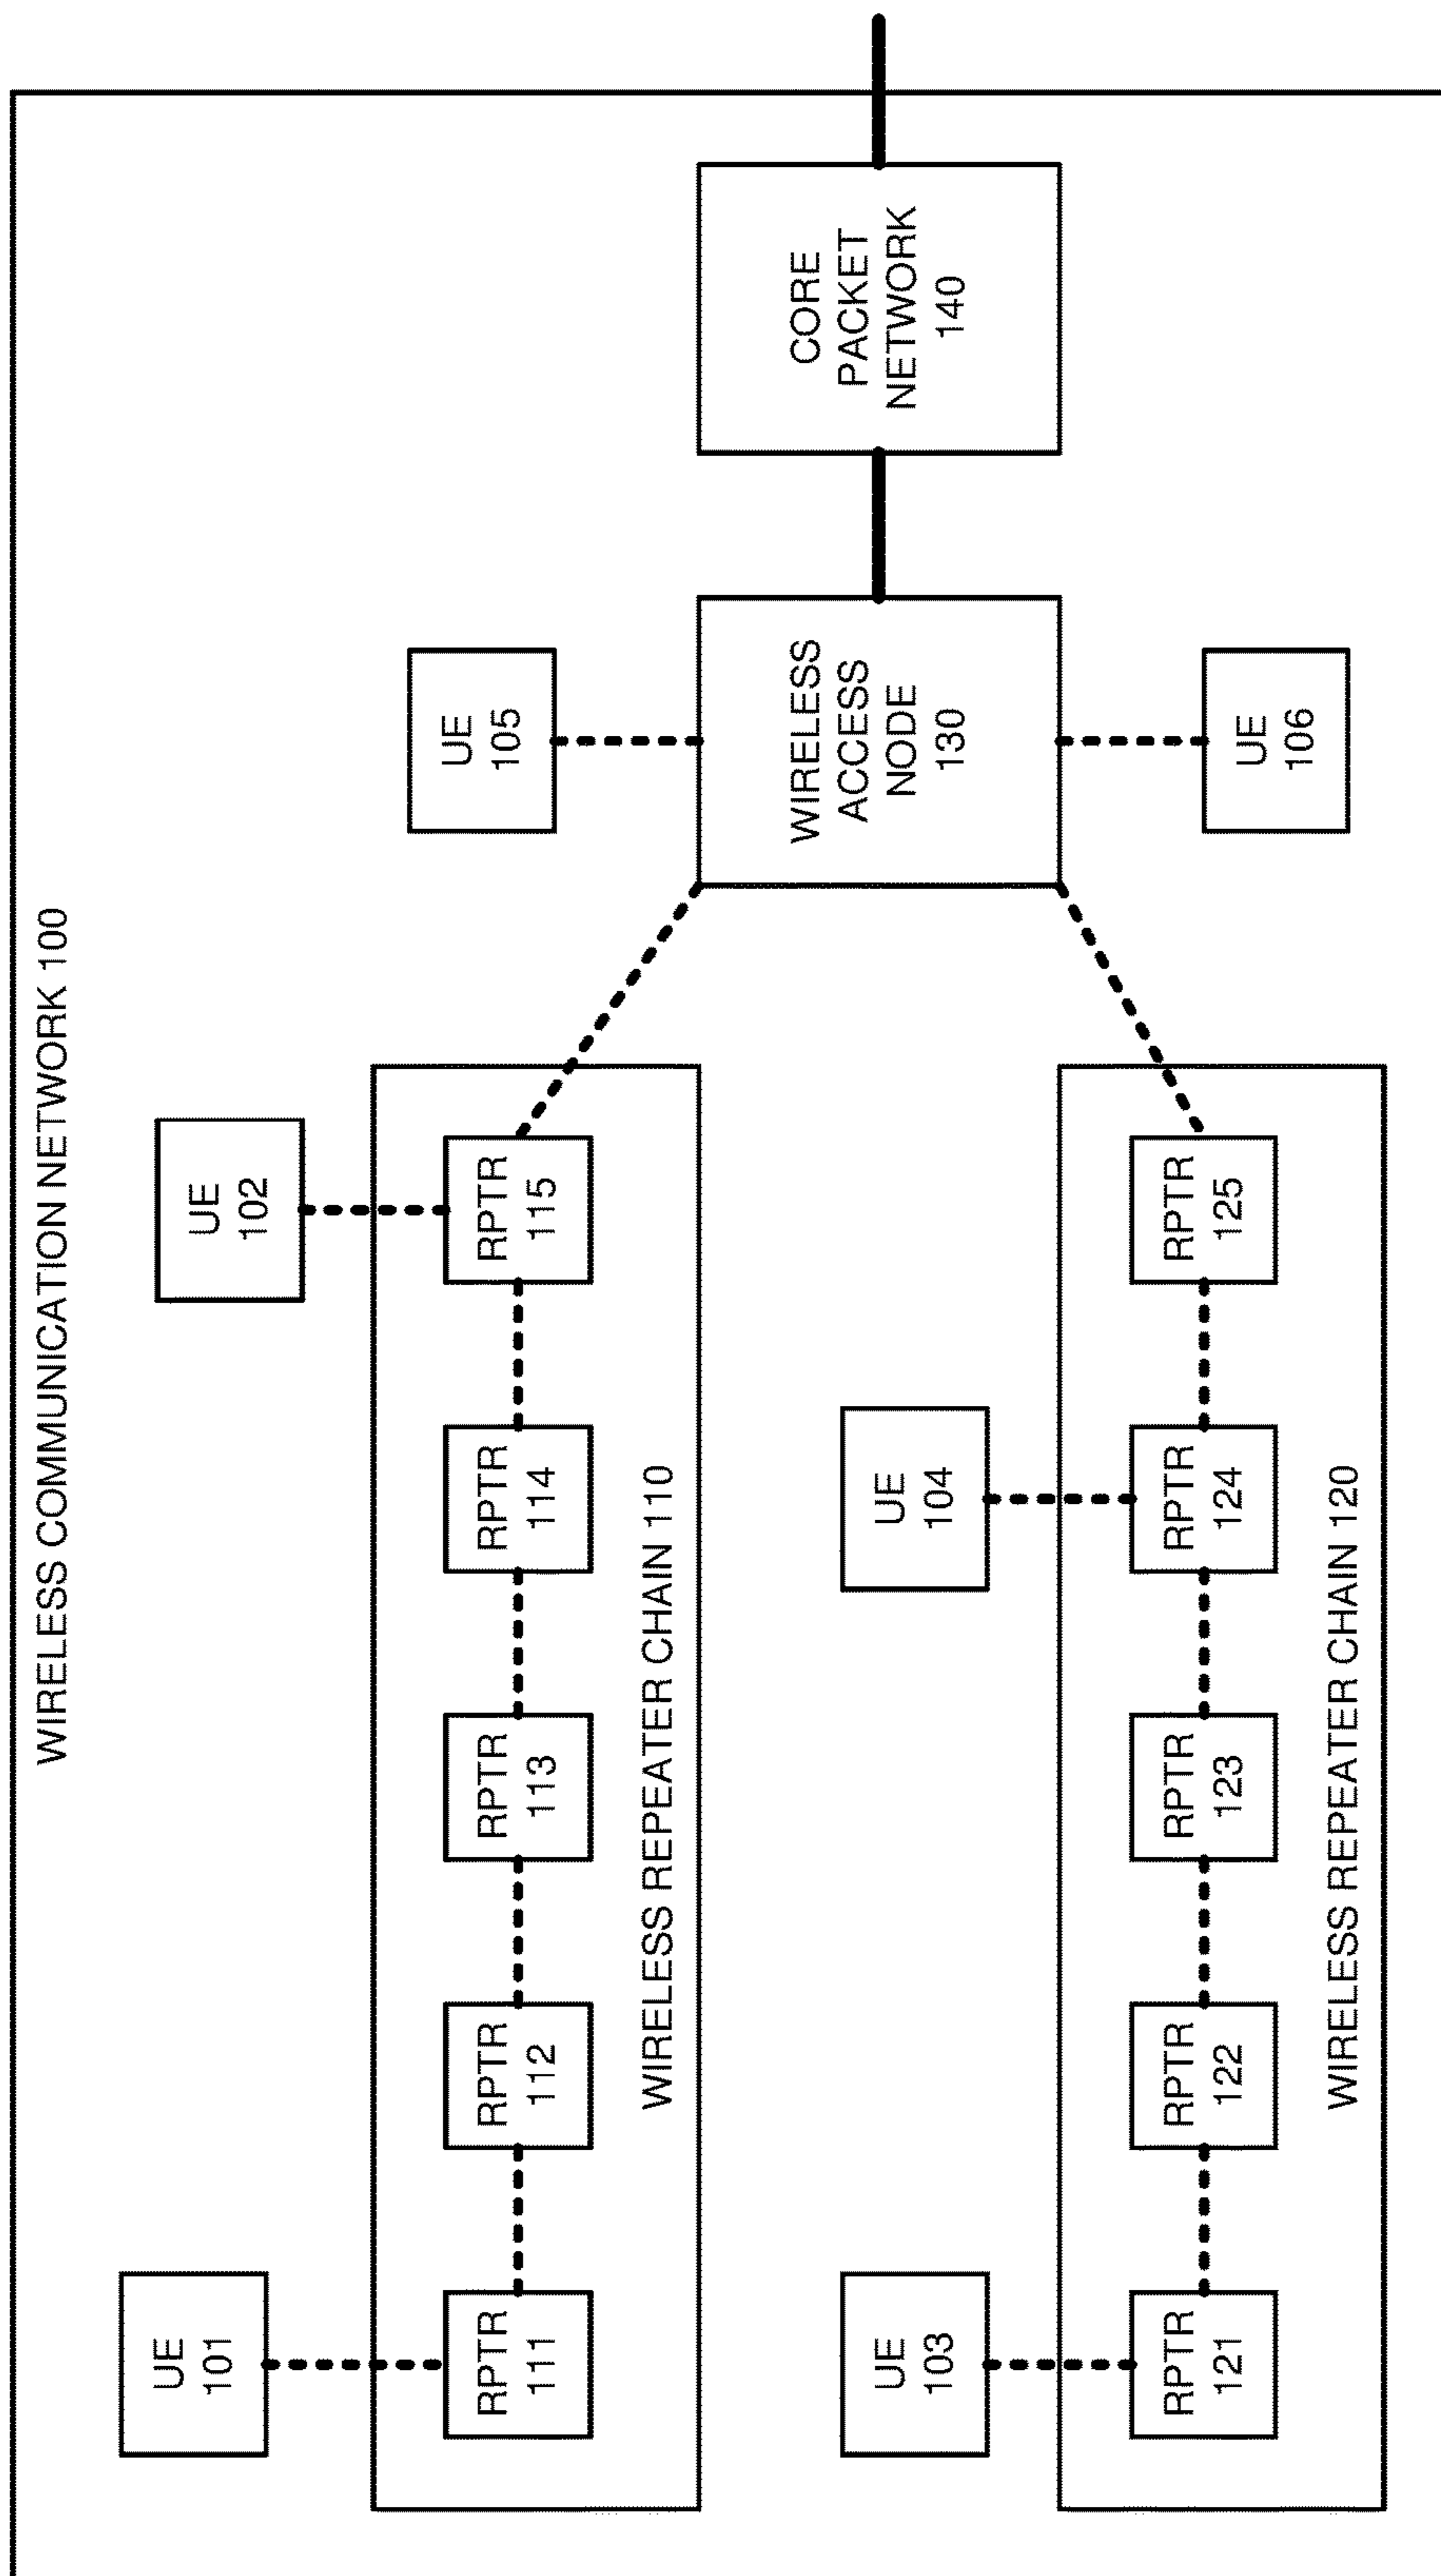 WIRELESS COMMUNICATION NETWORK 100
UE
101
UE
102
RPTR
111
RPTR
112
RPTR
113
RPTR
114
RPTR
115
WIRELESS REPEATER CHAIN 110
UE
105
WIRELESS
ACCESS
NODE
130
CORE
PACKET
NETWORK
140
UE
103
UE
104
RPTR
121
RPTR
122
RPTR
123
RPTR
124
RPTR
125
WIRELESS REPEATER CHAIN 120
UE
106